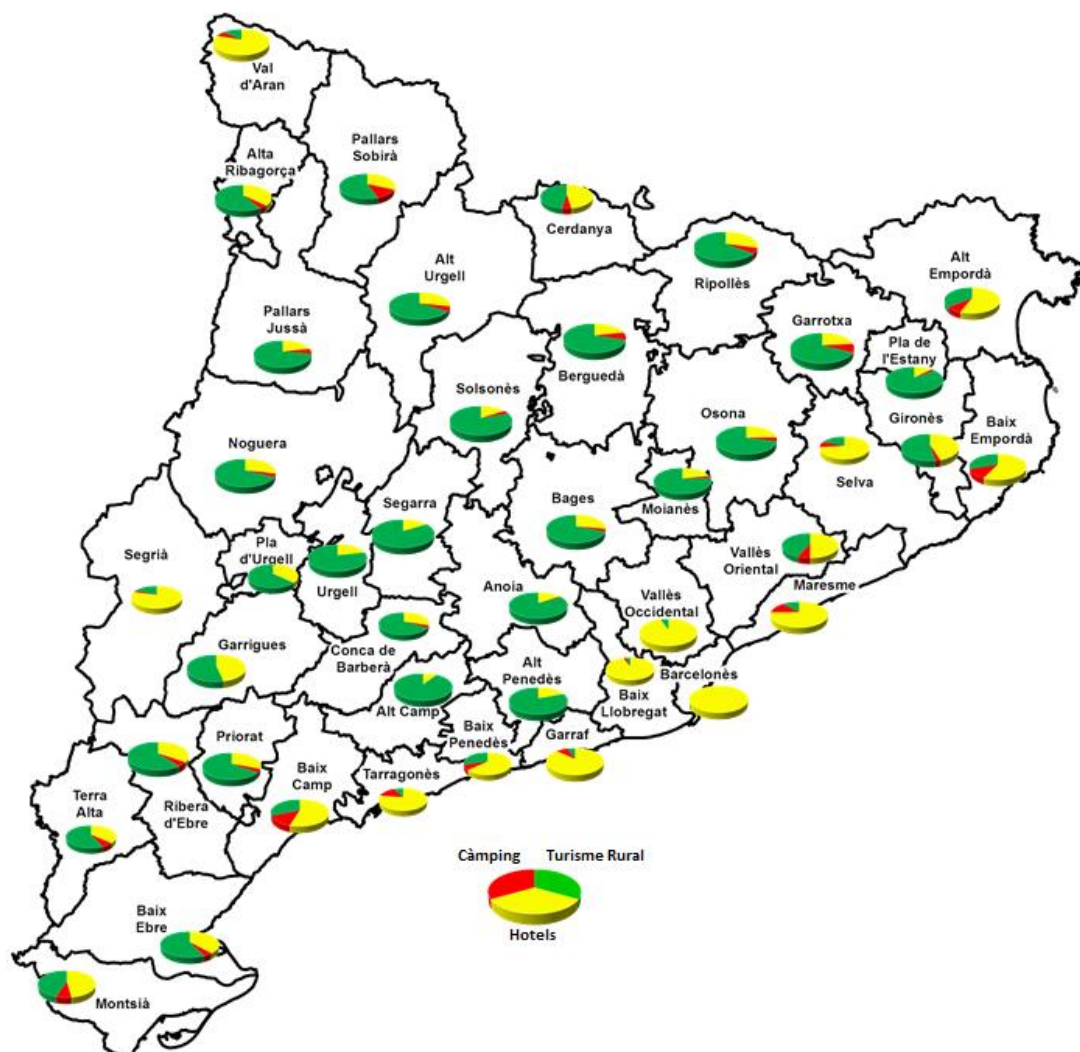 Val
d'Aran
Pallars
Sobirà
Alta
Ribagorça
Cerdanya
Alt
Urgell
Ripollès
Alt
Empordà
Pallars
Jussà
Garrotxa
Pla de
l'Estany
Berguedà
Solsonès
Osona
Gironès
Baix
Empordà
Noguera
Selva
Bages
Moianès
Segarra
Segrià
Pla
d'Urgell
Urgell
Vallès
Oriental
Anoia
Vallès
Occidental
Maresme
Garrigues
Conca de
Barberà
Alt
Penedès
Baix
Llobregat
Barcelonès
Alt Camp
Priorat
Baix
Penedès
Garraf
Baix
Camp
Tarragonès
Terra
Alta
Ribera
d'Ebre
Càmping Turisme Rural
Hotels
Baix
Ebre
Montsià